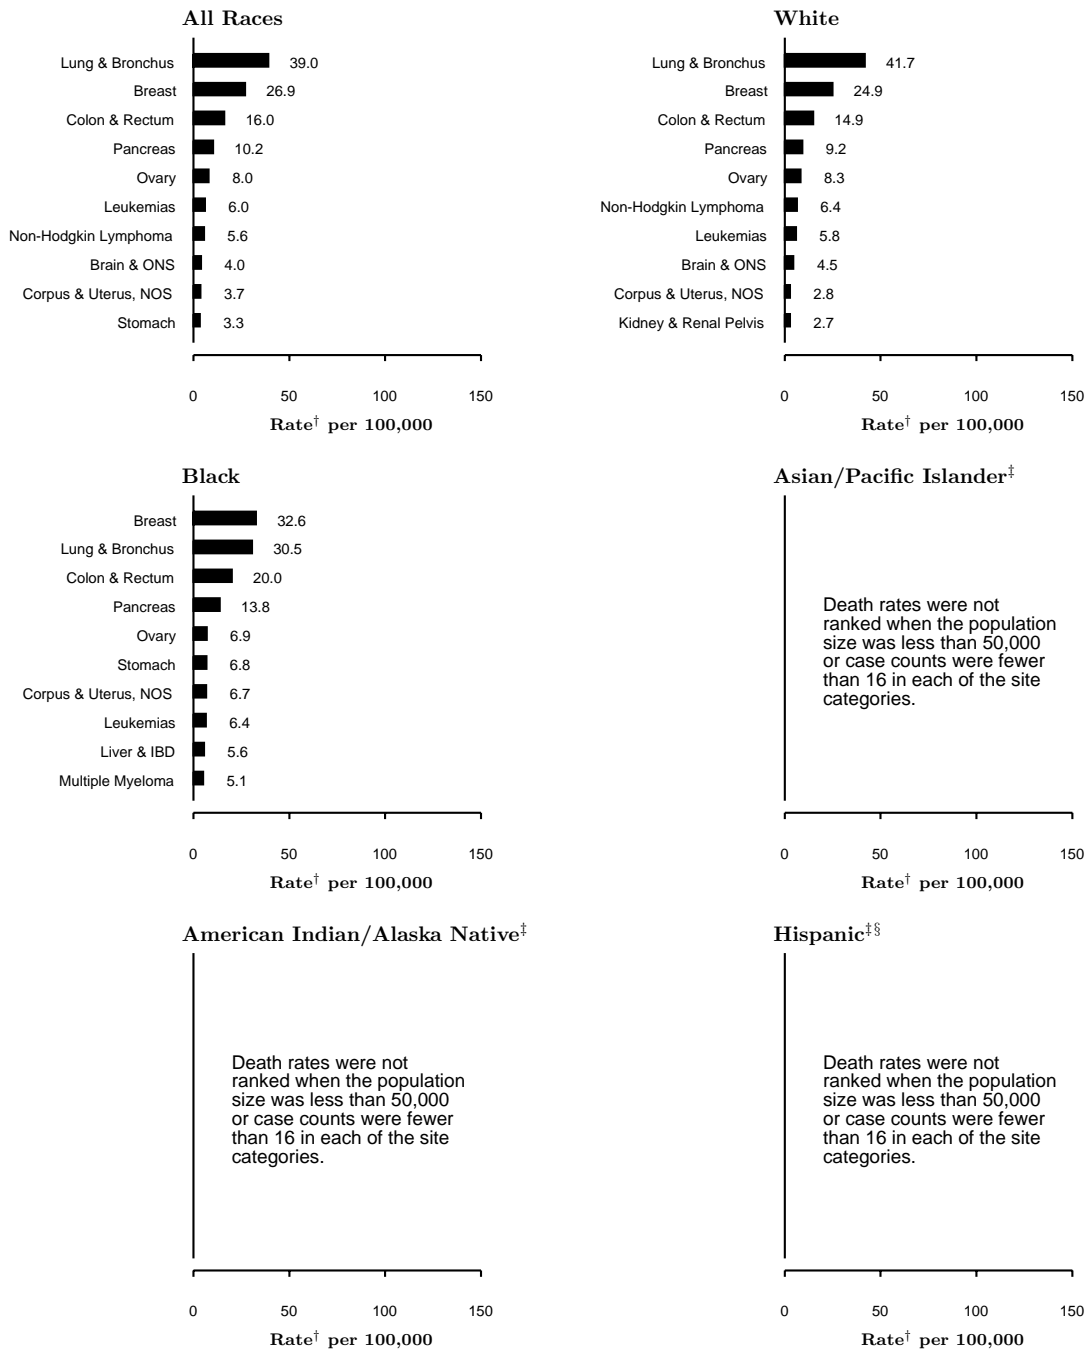 All Races
Lung & Bronchus 39.0
Breast 26.9
Colon & Rectum 16.0
Pancreas 10.2
Ovary 8.0
Leukemias 6.0
Non-Hodgkin Lymphoma 5.6
Brain & ONS 4.0
Corpus & Uterus, NOS 3.7
Stomach 3.3
0 50 100 150
Rate† per 100,000
White
Lung & Bronchus 41.7
Breast 24.9
Colon & Rectum 14.9
Pancreas 9.2
Ovary 8.3
Non-Hodgkin Lymphoma 6.4
Leukemias 5.8
Brain & ONS 4.5
Corpus & Uterus, NOS 2.8
Kidney & Renal Pelvis 2.7
0 50 100 150
Rate† per 100,000
Black
Breast 32.6
Lung & Bronchus 30.5
Colon & Rectum 20.0
Pancreas 13.8
Ovary 6.9
Stomach 6.8
Corpus & Uterus, NOS 6.7
Leukemias 6.4
Liver & IBD 5.6
Multiple Myeloma 5.1
0 50 100 150
Rate† per 100,000
Asian/Pacific Islander‡
Death rates were not
ranked when the population
size was less than 50,000
or case counts were fewer
than 16 in each of the site
categories.
0 50 100 150
Rate† per 100,000
American Indian/Alaska Native‡
Death rates were not
ranked when the population
size was less than 50,000
or case counts were fewer
than 16 in each of the site
categories.
0 50 100 150
Rate† per 100,000
Hispanic‡§
Death rates were not
ranked when the population
size was less than 50,000
or case counts were fewer
than 16 in each of the site
categories.
0 50 100 150
Rate† per 100,000